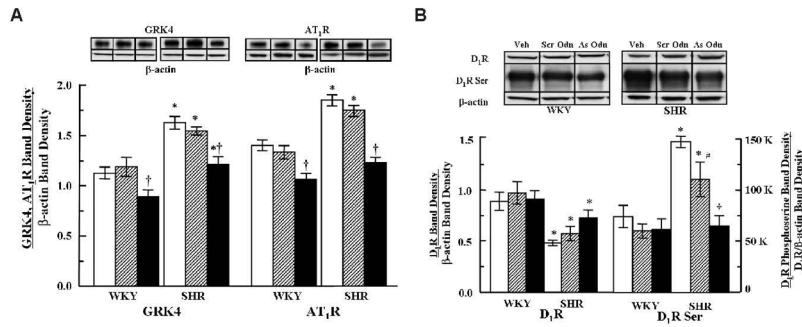 A
GRK4
AT₁R
β-actin
GRK4, AT₁R Band Density
β-actin Band Density
2.0
1.5
1.0
0.5
0.0
*
*
*†
†
*
*
†
†
WKY
SHR
WKY
SHR
GRK4
AT₁R
B
Veh Scr Odn As Odn
Veh Scr Odn As Odn
D₁R
D₁R Ser
β-actin
WKY
SHR
D₁R Band Density
β-actin Band Density
1.5
1.0
0.5
0.0
*
*
*
*
* #
†
150 K
100 K
50 K
0
D₁R Phosphoserine Band Density
D₁R/β-actin Band Density
WKY
SHR
WKY
SHR
D₁R
D₁R Ser